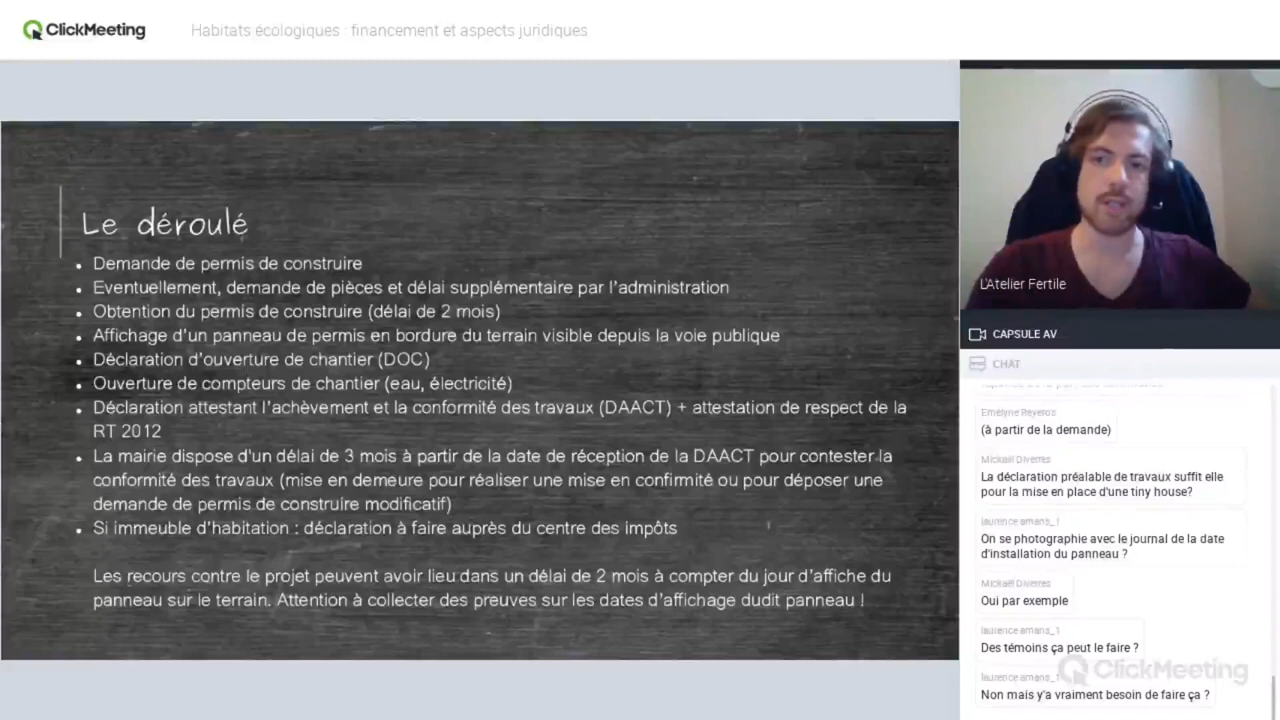 ClickMeeting
Habitats écologiques : financement et aspects juridiques
Le déroulé
Demande de permis de construire
Eventuellement, demande de pièces et délai supplémentaire par l'administration
Obtention du permis de construire (délai de 2 mois)
Affichage d'un panneau de permis en bordure du terrain visible depuis la voie publique
Déclaration d'ouverture de chantier (DOC)
Ouverture de compteurs de chantier (eau, électricité)
Déclaration attestant l'achèvement et la conformité des travaux (DAACT) + attestation de respect de la
RT 2012
La mairie dispose d'un délai de 3 mois à partir de la date de réception de la DAACT pour contester la
conformité des travaux (mise en demeure pour réaliser une mise en confirmité ou pour déposer une
demande de permis de construire modificatif)
Si immeuble d'habitation : déclaration à faire auprès du centre des impôts
Les recours contre le projet peuvent avoir lieu dans un délai de 2 mois à compter du jour d'affiche du
panneau sur le terrain. Attention à collecter des preuves sur les dates d'affichage dudit panneau !
L'Atelier Fertile
CAPSULE AV
CHAT
(à partir de la demande)
Mickaël Diverres
La déclaration préalable de travaux suffit elle
pour la mise en place d'une tiny house?
laurence amans_1
On se photographie avec le journal de la date
d'installation du panneau ?
Mickaël Diverres
Oui par exemple
laurence amans_1
Des témoins ça peut le faire ?
ClickMeeting
laurence amans_1
Non mais y'a vraiment besoin de faire ça ?